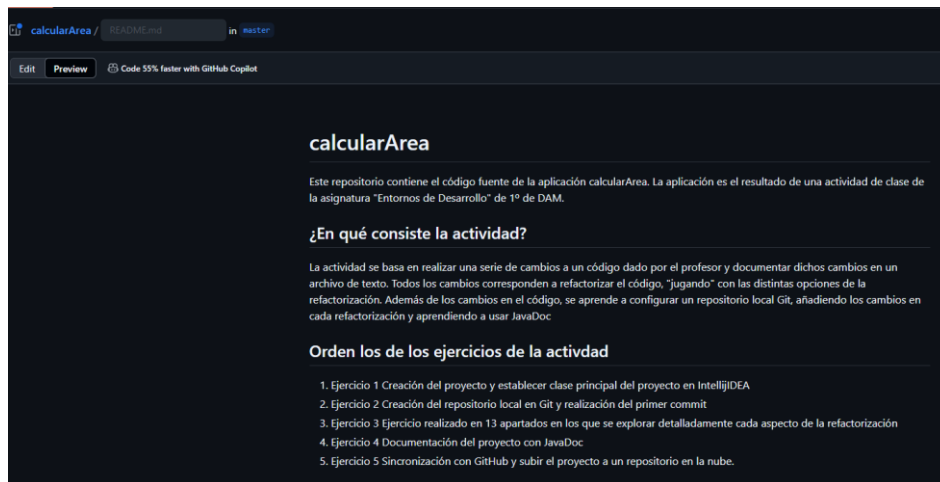 calcularArea / README.md in master
Edit Preview Code 55% faster with GitHub Copilot
calcularArea
Este repositorio contiene el código fuente de la aplicación calcularArea. La aplicación es el resultado de una actividad de clase de
la asignatura "Entornos de Desarrollo" de 1º de DAM.
¿En qué consiste la actividad?
La actividad se basa en realizar una serie de cambios a un código dado por el profesor y documentar dichos cambios en un
archivo de texto. Todos los cambios corresponden a refactorizar el código, "jugando" con las distintas opciones de la
refactorización. Además de los cambios en el código, se aprende a configurar un repositorio local Git, añadiendo los cambios en
cada refactorización y aprendiendo a usar JavaDoc
Orden los de los ejercicios de la activdad
1. Ejercicio 1 Creación del proyecto y establecer clase principal del proyecto en IntellijIDEA
2. Ejercicio 2 Creación del repositorio local en Git y realización del primer commit
3. Ejercicio 3 Ejercicio realizado en 13 apartados en los que se explorar detalladamente cada aspecto de la refactorización
4. Ejercicio 4 Documentación del proyecto con JavaDoc
5. Ejercicio 5 Sincronización con GitHub y subir el proyecto a un repositorio en la nube.